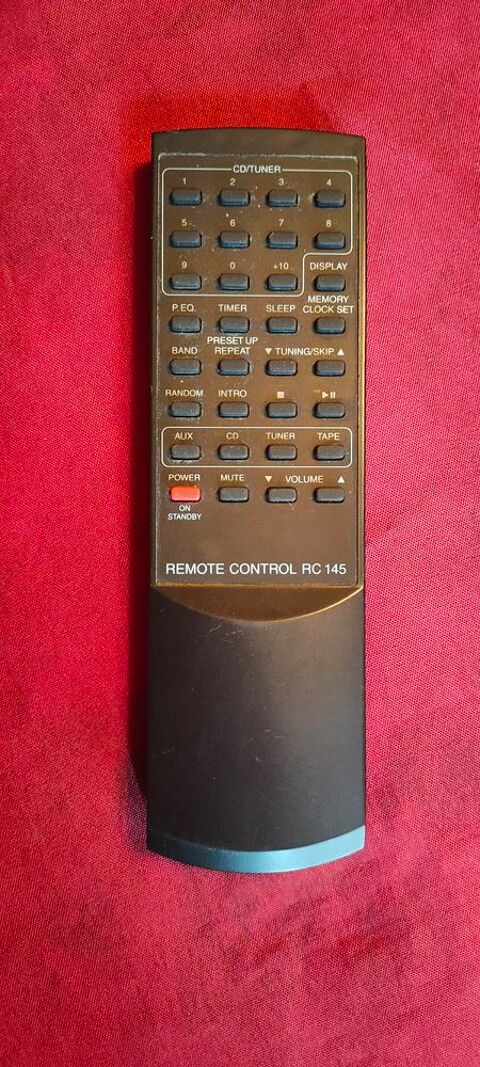 CD/TUNER
1 2 3 4
5 6 7 8
9 0 +10 DISPLAY
MEMORY
P.EQ. TIMER SLEEP CLOCK SET
PRESET UP
BAND REPEAT ▼ TUNING/SKIP ▲
RANDOM INTRO ■ ▶II
AUX CD TUNER TAPE
POWER MUTE ▼ VOLUME ▲
ON
STANDBY
REMOTE CONTROL RC 145